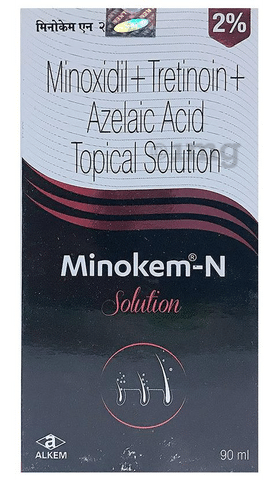 मिनोकेम एन २
2%
Minoxidil+Tretinoin+
Azelaic Acid
Topical Solution
Minokem®-N
Solution
a
ALKEM
90 ml